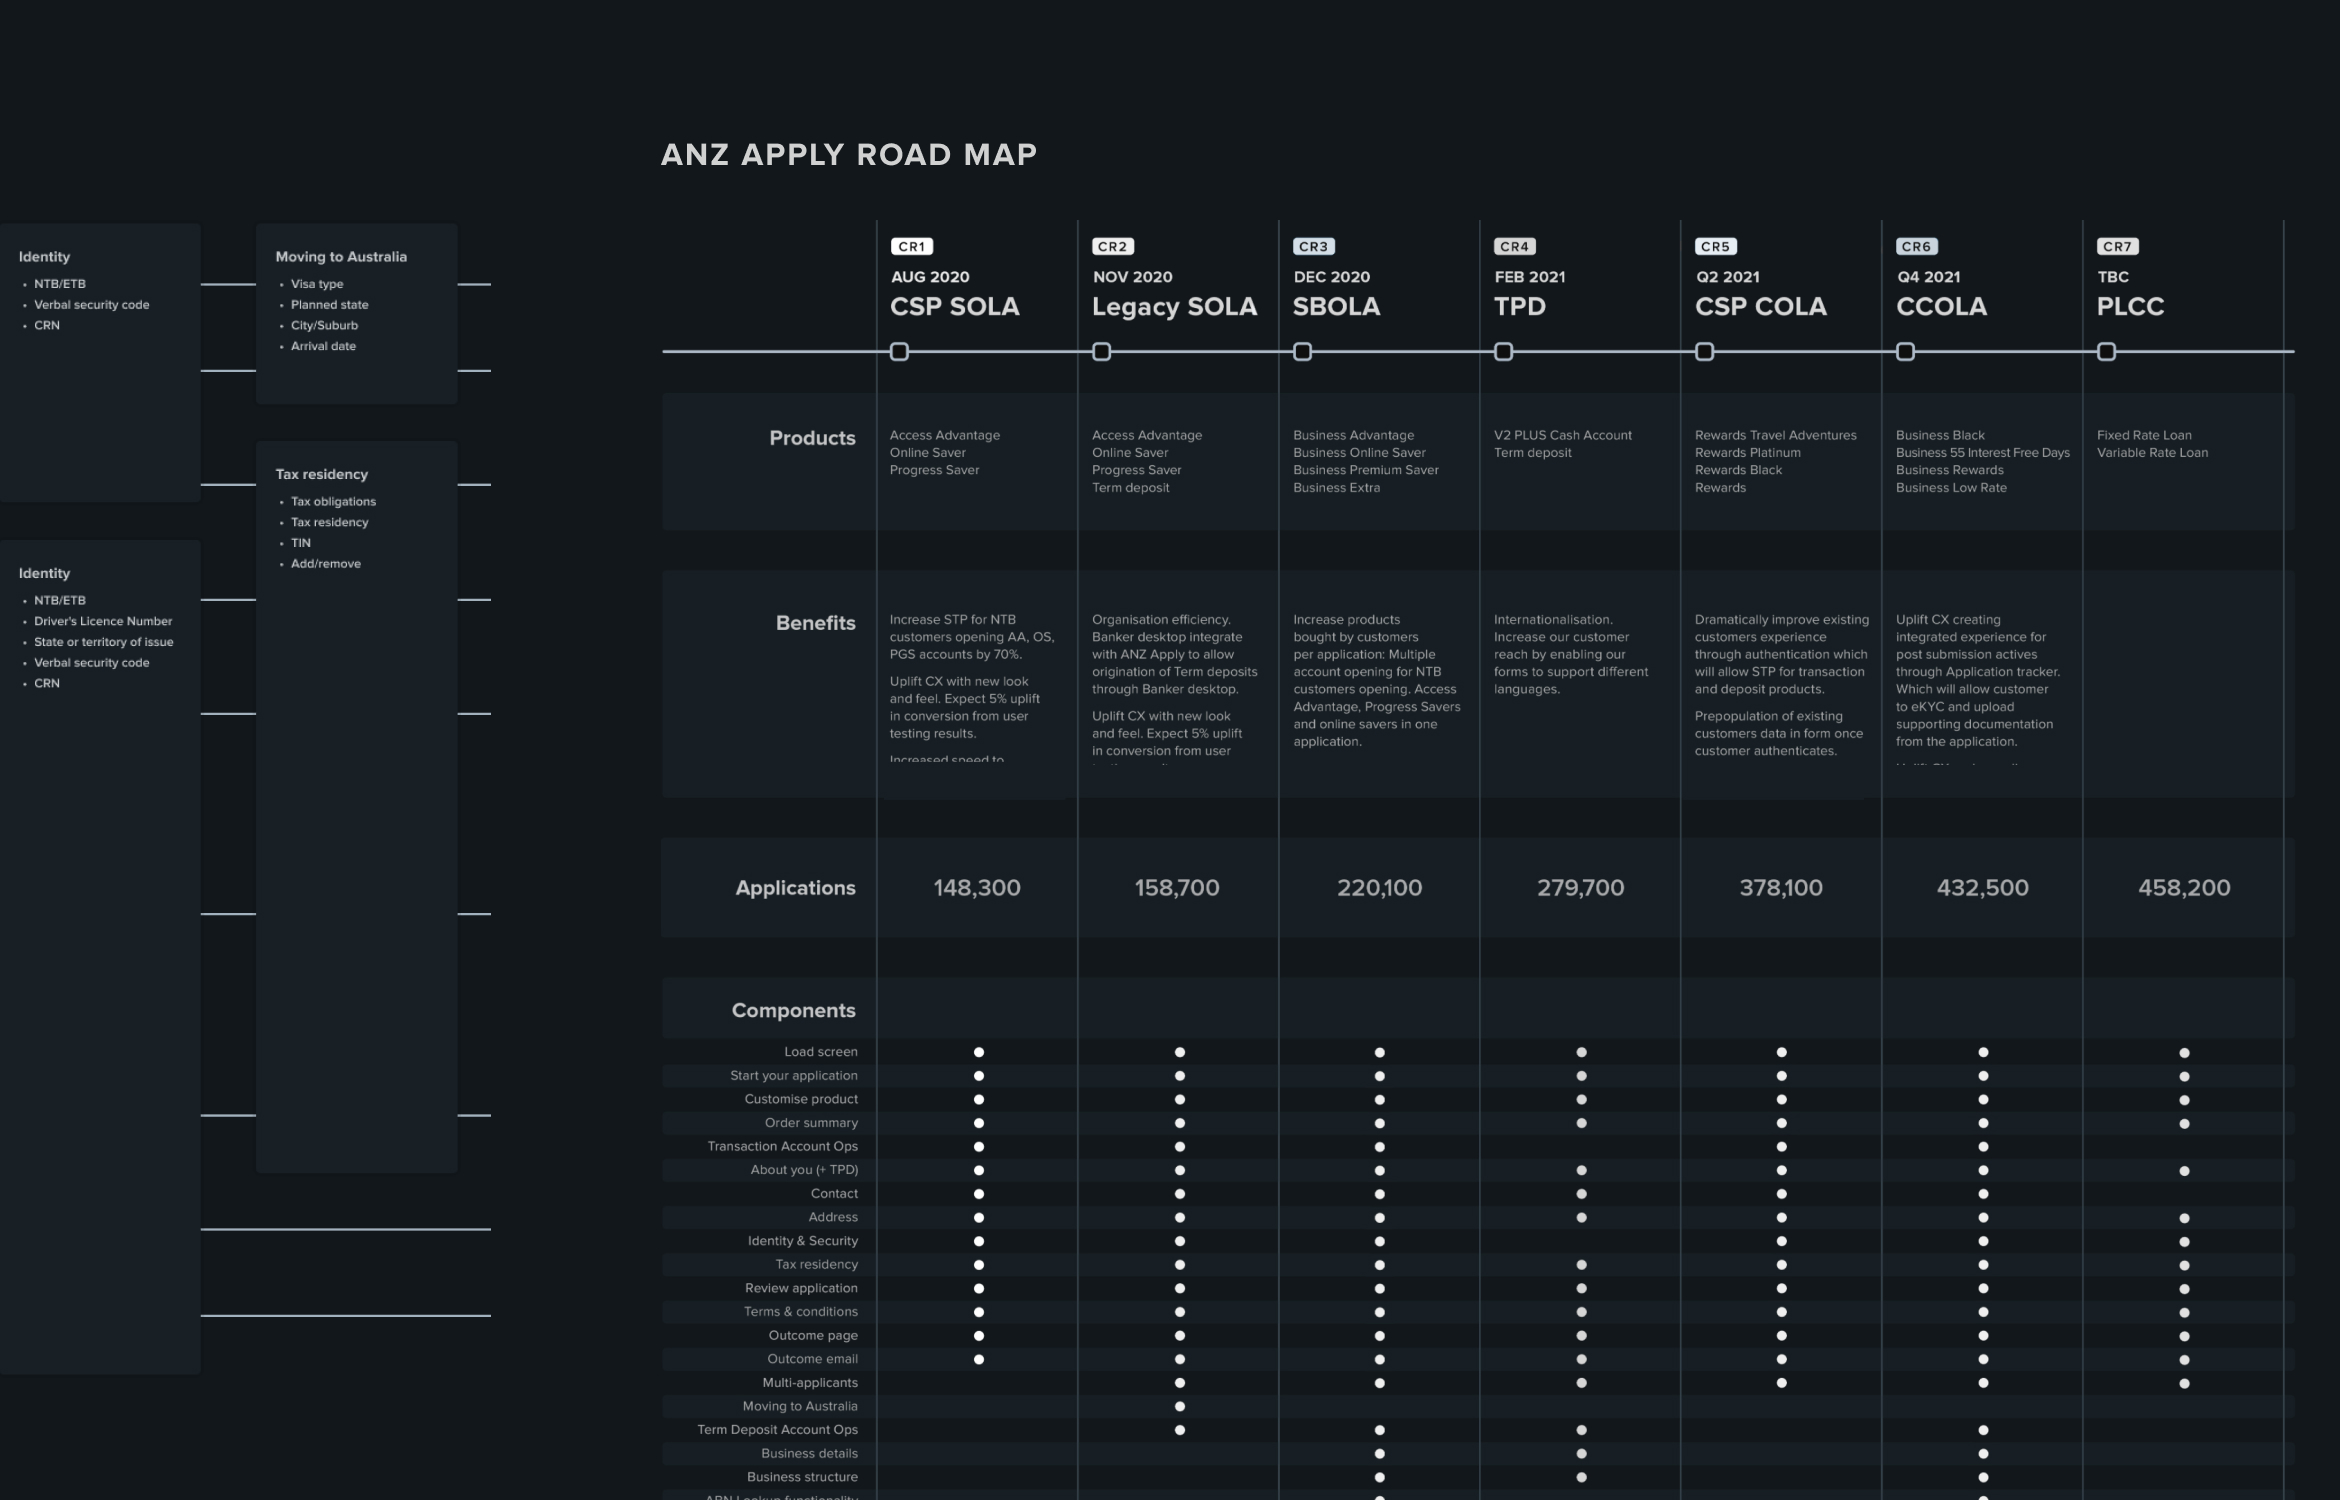 ANZ APPLY ROAD MAP
Identity
• NTB/ETB
• Verbal security code
• CRN
Identity
• NTB/ETB
• Driver's Licence Number
• State or territory of issue
• Verbal security code
• CRN
Moving to Australia
• Visa type
• Planned state
• City/Suburb
• Arrival date
Tax residency
• Tax obligations
• Tax residency
• TIN
• Add/remove
CR1
AUG 2020
CSP SOLA
CR2
NOV 2020
Legacy SOLA
CR3
DEC 2020
SBOLA
CR4
FEB 2021
TPD
CR5
Q2 2021
CSP COLA
CR6
Q4 2021
CCOLA
CR7
TBC
PLCC
Products
Access Advantage
Online Saver
Progress Saver
Access Advantage
Online Saver
Progress Saver
Term deposit
Business Advantage
Business Online Saver
Business Premium Saver
Business Extra
V2 PLUS Cash Account
Term deposit
Rewards Travel Adventures
Rewards Platinum
Rewards Black
Rewards
Business Black
Business 55 Interest Free Days
Business Rewards
Business Low Rate
Fixed Rate Loan
Variable Rate Loan
Benefits
Increase STP for NTB
customers opening AA, OS,
PGS accounts by 70%.
Uplift CX with new look
and feel. Expect 5% uplift
in conversion from user
testing results.
Increased speed to
Organisation efficiency.
Banker desktop integrate
with ANZ Apply to allow
origination of Term deposits
through Banker desktop.
Uplift CX with new look
and feel. Expect 5% uplift
in conversion from user
Increase products
bought by customers
per application: Multiple
account opening for NTB
customers opening. Access
Advantage, Progress Savers
and online savers in one
application.
Internationalisation.
Increase our customer
reach by enabling our
forms to support different
languages.
Dramatically improve existing
customers experience
through authentication which
will allow STP for transaction
and deposit products.
Prepopulation of existing
customers data in form once
customer authenticates.
Uplift CX creating
integrated experience for
post submission actives
through Application tracker.
Which will allow customer
to eKYC and upload
supporting documentation
from the application.
Applications
148,300
158,700
220,100
279,700
378,100
432,500
458,200
Components
Load screen
Start your application
Customise product
Order summary
Transaction Account Ops
About you (+ TPD)
Contact
Address
Identity & Security
Tax residency
Review application
Terms & conditions
Outcome page
Outcome email
Multi-applicants
Moving to Australia
Term Deposit Account Ops
Business details
Business structure